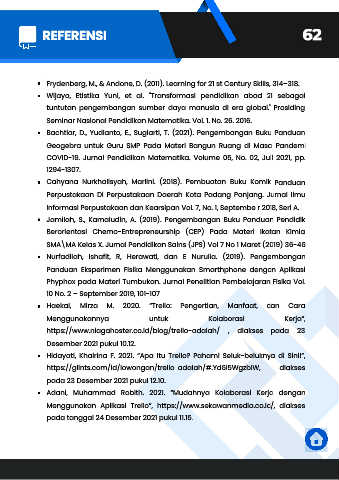 REFERENSI
62
Frydenberg, M., & Andone, D. (2011). Learning for 21 st Century Skills, 314–318.
Wijaya, Etistika Yuni, et al. "Transformasi pendidikan abad 21 sebagai
tuntutan pengembangan sumber daya manusia di era global." Prosiding
Seminar Nasional Pendidikan Matematika. Vol. 1. No. 26. 2016.
Bachtiar, D., Yudianto, E., Sugiarti, T. (2021). Pengembangan Buku Panduan
Geogebra untuk Guru SMP Pada Materi Bangun Ruang di Masa Pandemi
COVID-19. Jurnal Pendidikan Matematika. Volume 05, No. 02, Juli 2021, pp.
1294-1307.
Cahyana Nurkholisyoh, Marlini. (2018). Pembuatan Buku Komik Panduan
Perpustakaan Di Perpustakaan Daerah Kota Padang Panjang. Jurnal Ilmu
Informasi Perpustakaan dan Kearsipan Vol. 7, No. 1, Septembe r 2018, Seri A.
Jamilah, S., Kamaludin, A. (2019). Pengembangan Buku Panduan Pendidik
Berorientasi Chemo-Entrepreneurship (CEP) Pada Materi Ikatan Kimia
SMA\MA Kelas X. Jurnal Pendidikan Sains (JPS) Vol 7 No 1 Maret (2019) 36-46
Nurfadilah, Ishafit, R, Herawati, dan E Nurulia. (2019). Pengembangan
Panduan Eksperimen Fisika Menggunakan Smarthphone dengan Aplikasi
Phyphox pada Materi Tumbukan. Jurnal Penelitian Pembelajaran Fisika Vol.
10 No. 2 – September 2019, 101-107
Haekal, Mirza M. 2020. "Trello: Pengertian, Manfaat, can Cara
Menggunakannya untuk Kolaborasi Kerja",
https://www.niagahoster.co.id/blog/trello-adalah/ , diakses pada 23
Desember 2021 pukul 10.12.
Hidayati, Khairina F. 2021. "Apa Itu Trello? Pahami Seluk-beluknya di Sini!",
https://glints.com/id/lowongan/trello adalah/#.YdGi5WgzblW, diakses
pada 23 Desember 2021 pukul 12.10.
Adani, Muhammad Robith. 2021. "Mudahnya Kolaborasi Kerja dengan
Menggunakan Aplikasi Trello", https://www.sekawanmedia.co.id/, diakses
pada tanggal 24 Desember 2021 pukul 11.15.